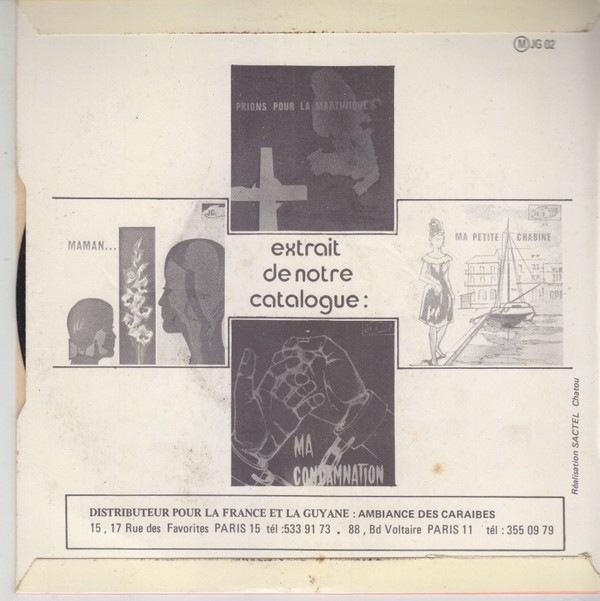 M JG 02
PRIONS POUR LA MARTINIQUE
MAMAN...
JG
MA PETITE CHABINE
extrait
de notre
catalogue :
MA
CONDAMNATION
Réalisation SACTEL Chatou
DISTRIBUTEUR POUR LA FRANCE ET LA GUYANE : AMBIANCE DES CARAIBES
15 , 17 Rue des Favorites PARIS 15 tél :533 91 73 . 88 , Bd Voltaire PARIS 11 tél : 355 09 79